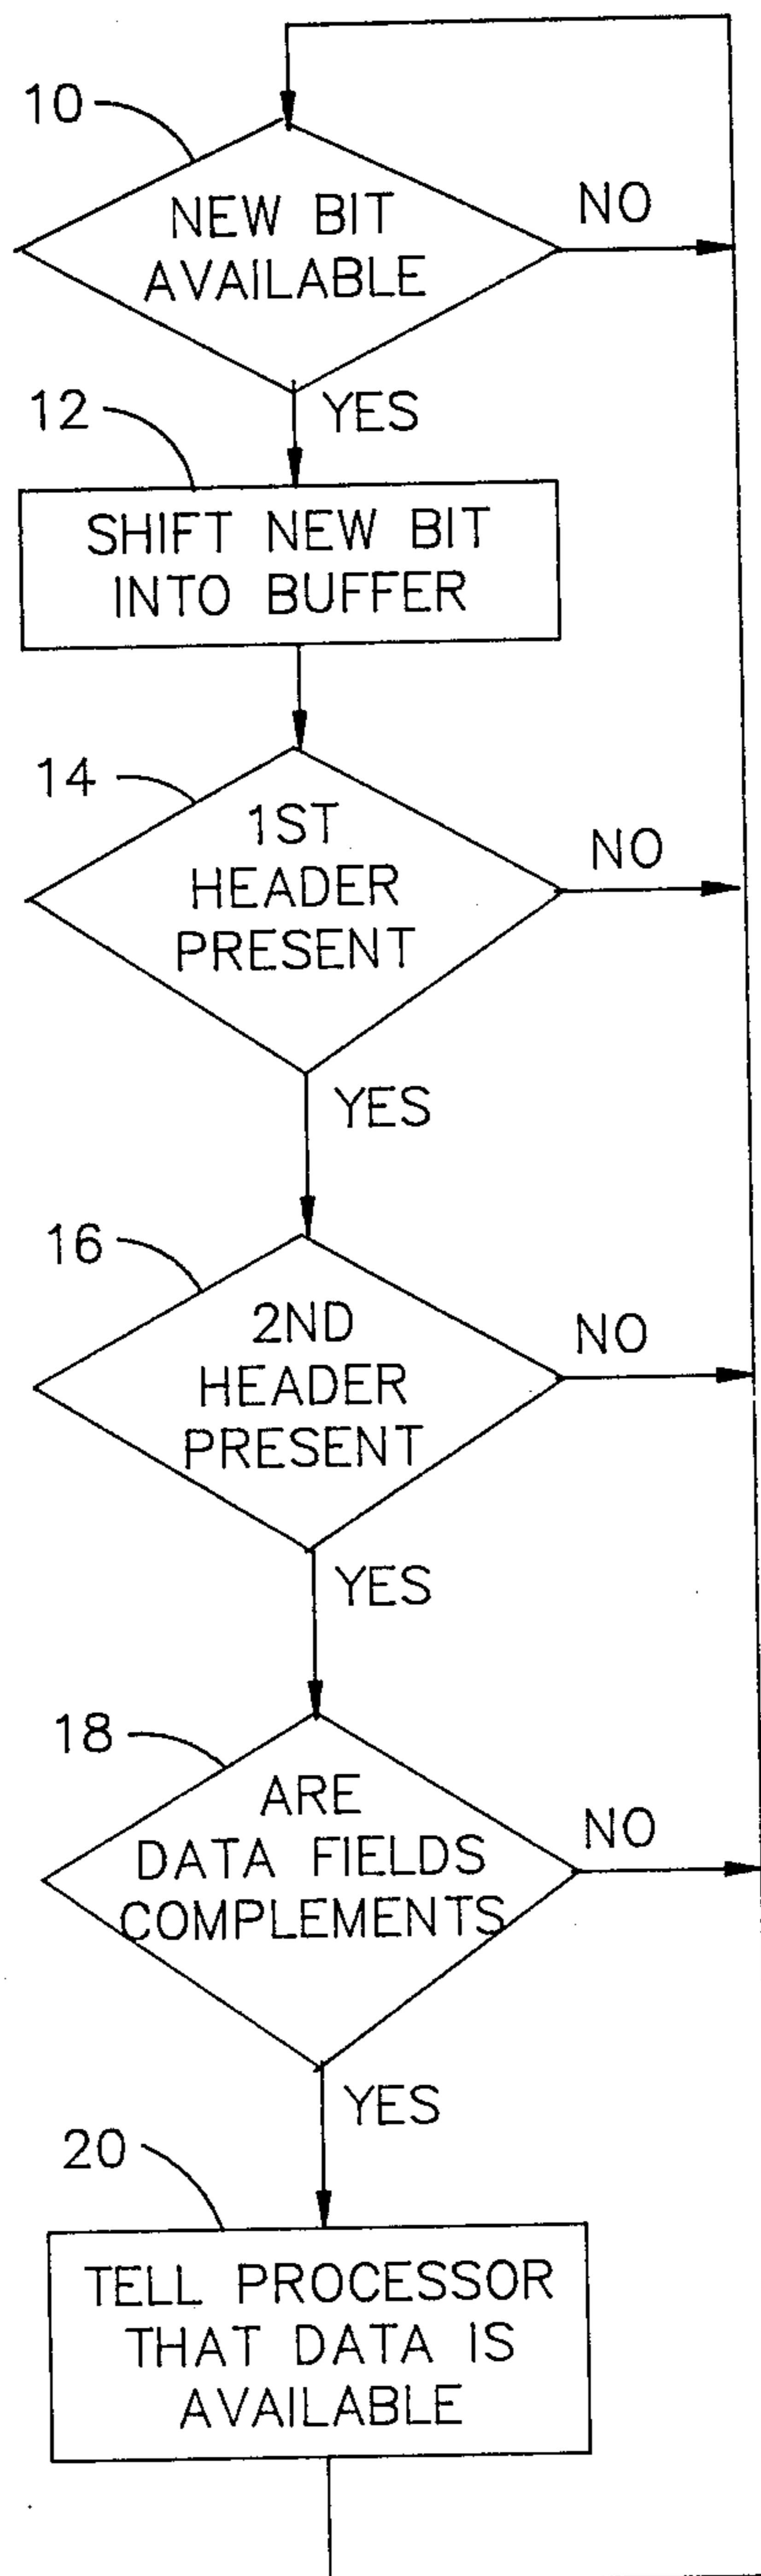 10
NEW BIT
AVAILABLE
NO
YES
12
SHIFT NEW BIT
INTO BUFFER
14
1ST
HEADER
PRESENT
NO
YES
16
2ND
HEADER
PRESENT
NO
YES
18
ARE
DATA FIELDS
COMPLEMENTS
NO
YES
20
TELL PROCESSOR
THAT DATA IS
AVAILABLE